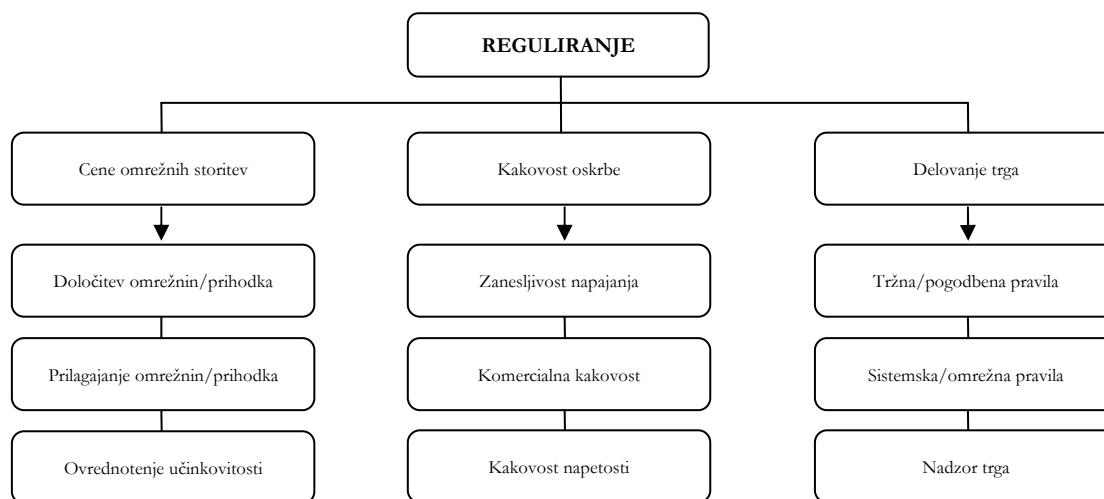 REGULIRANJE
Cene omrežnih storitev
Kakovost oskrbe
Delovanje trga
Določitev omrežnin/prihodka
Zanesljivost napajanja
Tržna/pogodbena pravila
Prilagajanje omrežnin/prihodka
Komercialna kakovost
Sistemska/omrežna pravila
Ovrednotenje učinkovitosti
Kakovost napetosti
Nadzor trga